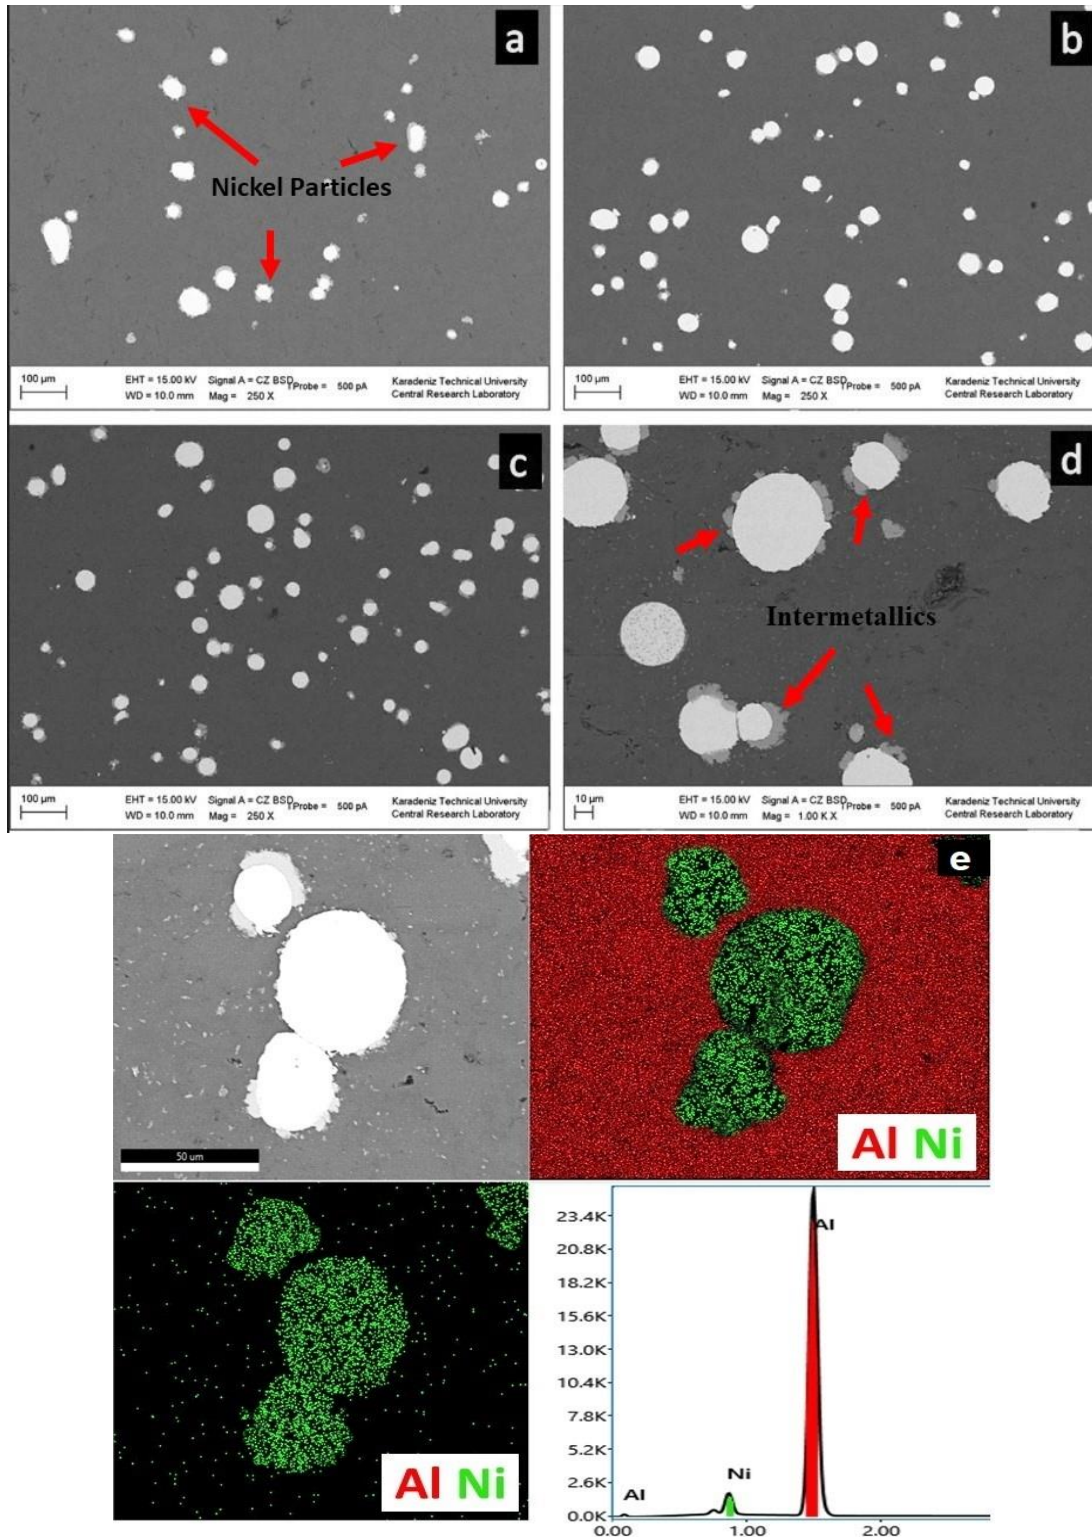 a
Nickel Particles
100 µm
EHT = 15.00 kV Signal A = CZ BSD
WD = 10.0 mm Mag = 250 X
I Probe = 500 pA
Karadeniz Technical University
Central Research Laboratory
b
100 µm
EHT = 15.00 kV Signal A = CZ BSD
WD = 10.0 mm Mag = 250 X
I Probe = 500 pA
Karadeniz Technical University
Central Research Laboratory
c
100 µm
EHT = 15.00 kV Signal A = CZ BSD
WD = 10.0 mm Mag = 250 X
I Probe = 500 pA
Karadeniz Technical University
Central Research Laboratory
d
Intermetallics
10 µm
EHT = 15.00 kV Signal A = CZ BSD
WD = 10.0 mm Mag = 1.00 K X
I Probe = 500 pA
Karadeniz Technical University
Central Research Laboratory
50 um
e
Al Ni
Al Ni
23.4K
20.8K
18.2K
15.6K
13.0K
10.4K
7.8K
5.2K
2.6K
0.0K
Al
Ni
Al
0.00 1.00 2.00